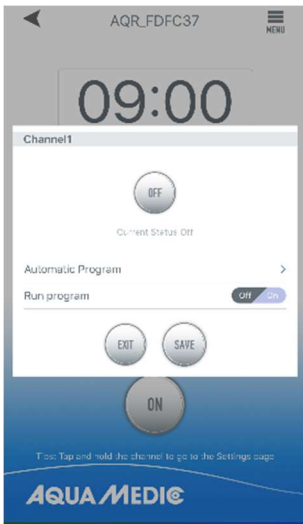 AQR_FDFC37
MENU
09:00
Channel1
OFF
Current Status Off
Automatic Program
Run program
Off
On
EXIT
SAVE
ON
Tips: Tap and hold the channel to go to the Settings page
AQUA MEDIC